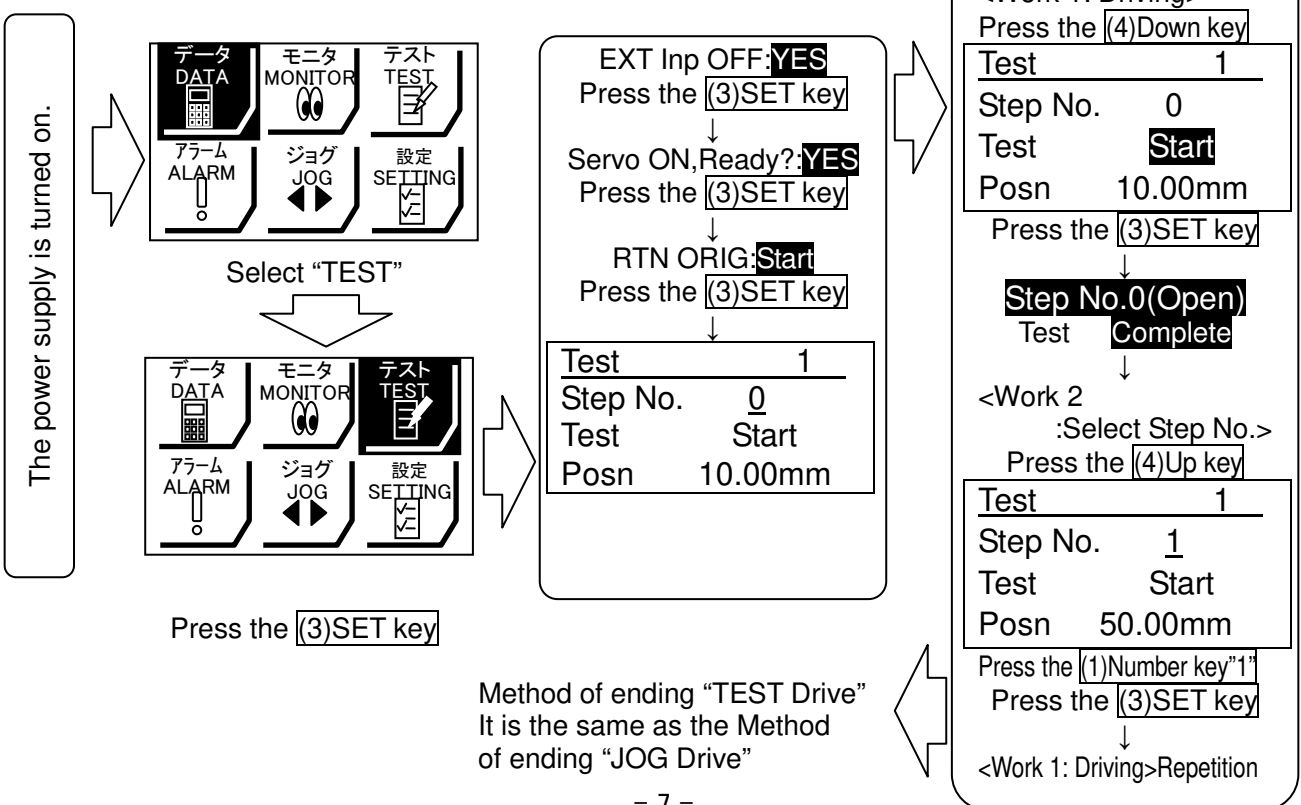 The power supply is turned on.
データ
DATA
モニタ
MONITOR
テスト
TEST
アラーム
ALARM
ジョグ
JOG
設定
SETTING
Select “TEST”
データ
DATA
モニタ
MONITOR
テスト
TEST
アラーム
ALARM
ジョグ
JOG
設定
SETTING
Press the (3)SET key
EXT Inp OFF:YES
Press the (3)SET key
↓
Servo ON,Ready?:YES
Press the (3)SET key
↓
RTN ORIG:Start
Press the (3)SET key
↓
Test 1
Step No. 0
Test Start
Posn 10.00mm
<Work 1: Driving>
Press the (4)Down key
Test 1
Step No. 0
Test Start
Posn 10.00mm
Press the (3)SET key
↓
Step No.0(Open)
Test Complete
↓
<Work 2
:Select Step No.>
Press the (4)Up key
Test 1
Step No. 1
Test Start
Posn 50.00mm
Press the (1)Number key”1”
Press the (3)SET key
↓
<Work 1: Driving>Repetition
Method of ending “TEST Drive”
It is the same as the Method
of ending “JOG Drive”
– 7 –